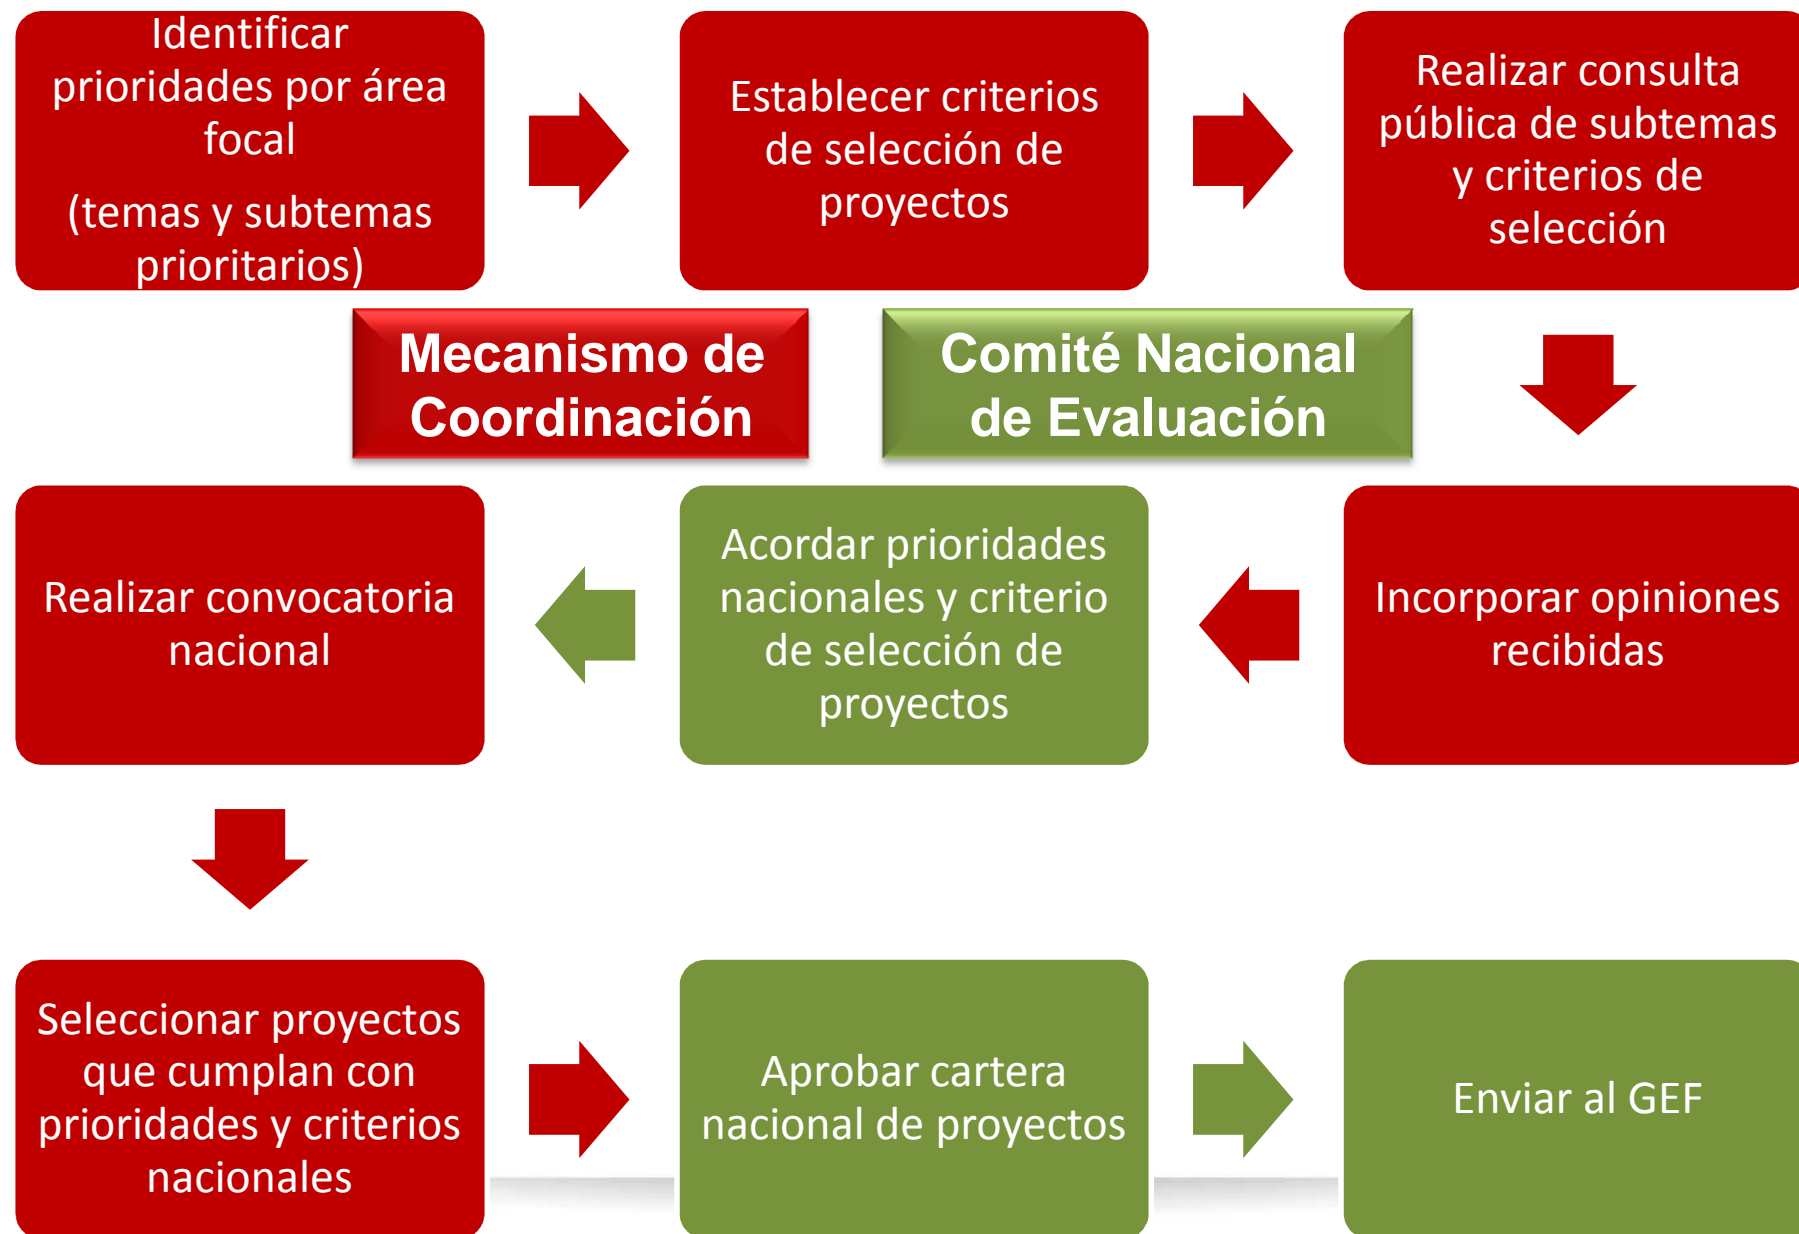 Identificar
prioridades por área
focal
(temas y subtemas
prioritarios)
Establecer criterios
de selección de
proyectos
Realizar consulta
pública de subtemas
y criterios de
selección
Mecanismo de
Coordinación
Comité Nacional
de Evaluación
Realizar convocatoria
nacional
Acordar prioridades
nacionales y criterio
de selección de
proyectos
Incorporar opiniones
recibidas
Seleccionar proyectos
que cumplan con
prioridades y criterios
nacionales
Aprobar cartera
nacional de proyectos
Enviar al GEF